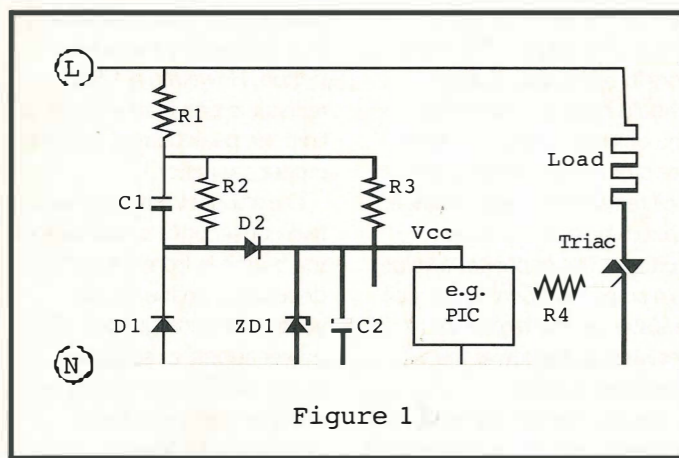 L
R1
Load
R2
R3
C1
D2
Vcc
Triac
e.g.
PIC
R4
D1
ZD1
C2
N
Figure 1